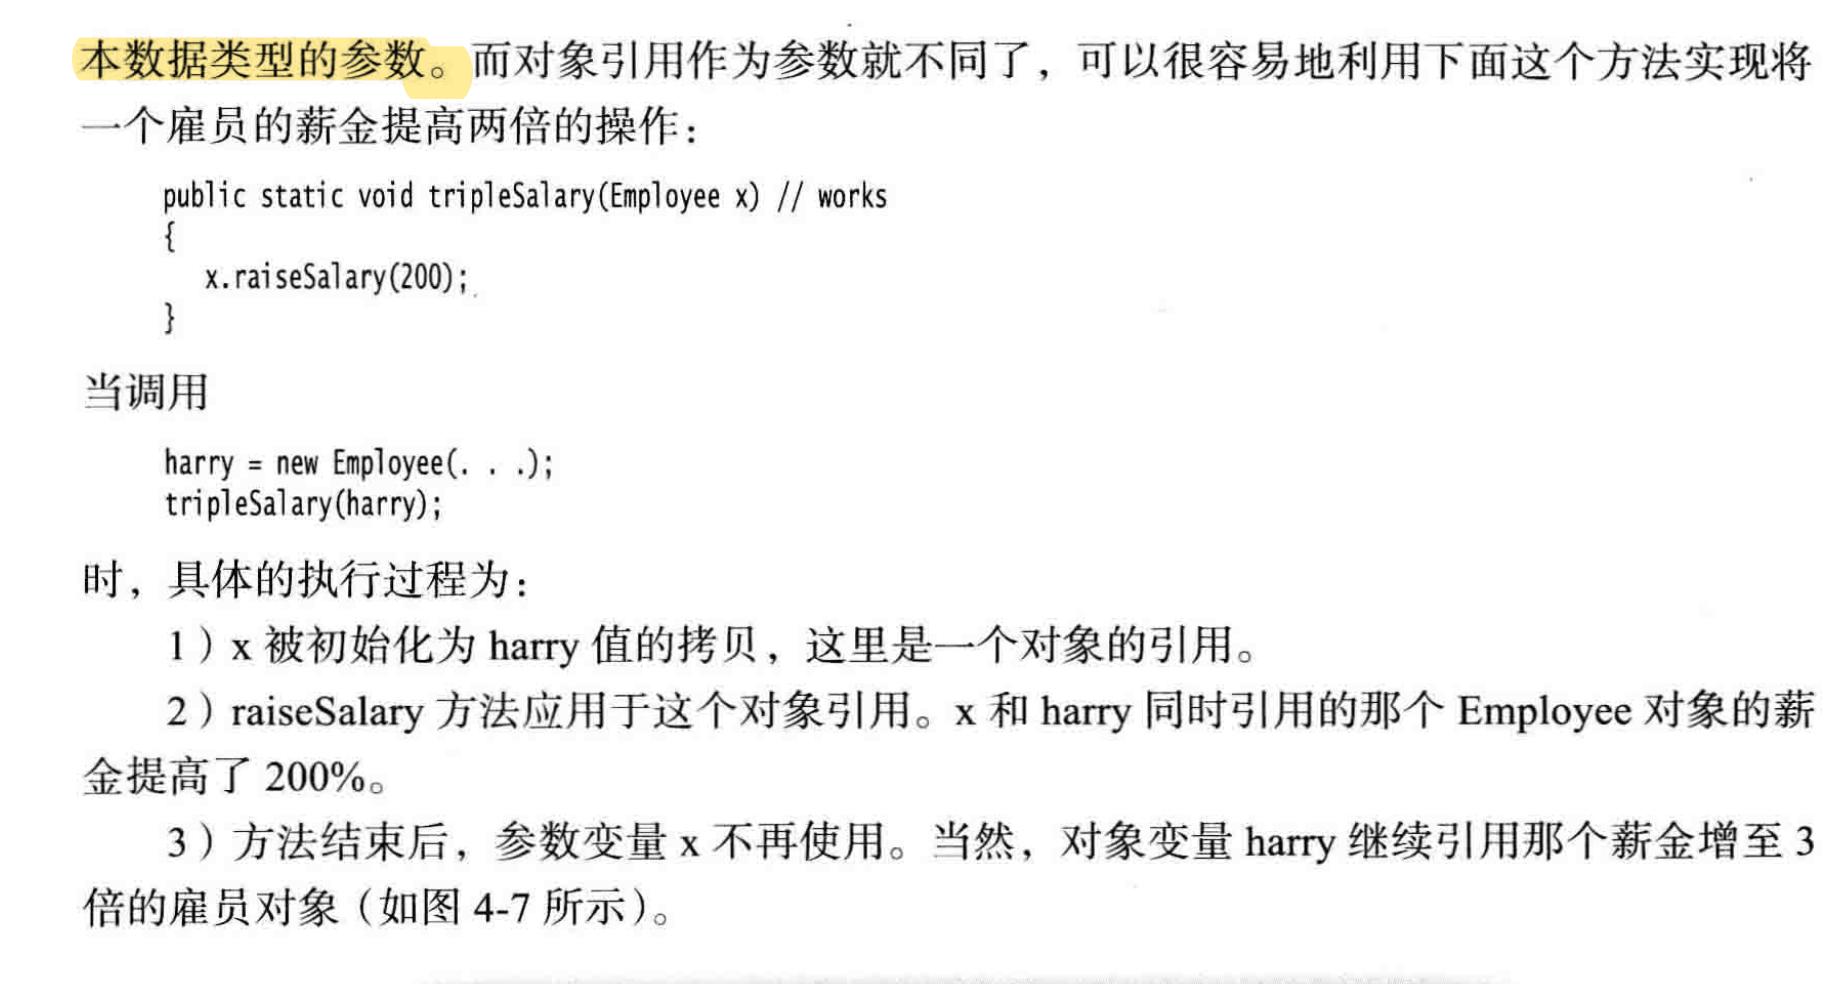 本数据类型的参数。而对象引用作为参数就不同了，可以很容易地利用下面这个方法实现将
一个雇员的薪金提高两倍的操作：
public static void tripleSalary(Employee x) // works
{
x.raiseSalary(200);
}
当调用
harry = new Employee(. . .);
tripleSalary(harry);
时，具体的执行过程为：
1）x 被初始化为 harry 值的拷贝，这里是一个对象的引用。
2）raiseSalary 方法应用于这个对象引用。x 和 harry 同时引用的那个 Employee 对象的薪
金提高了 200%。
3）方法结束后，参数变量 x 不再使用。当然，对象变量 harry 继续引用那个薪金增至 3
倍的雇员对象（如图 4-7 所示）。